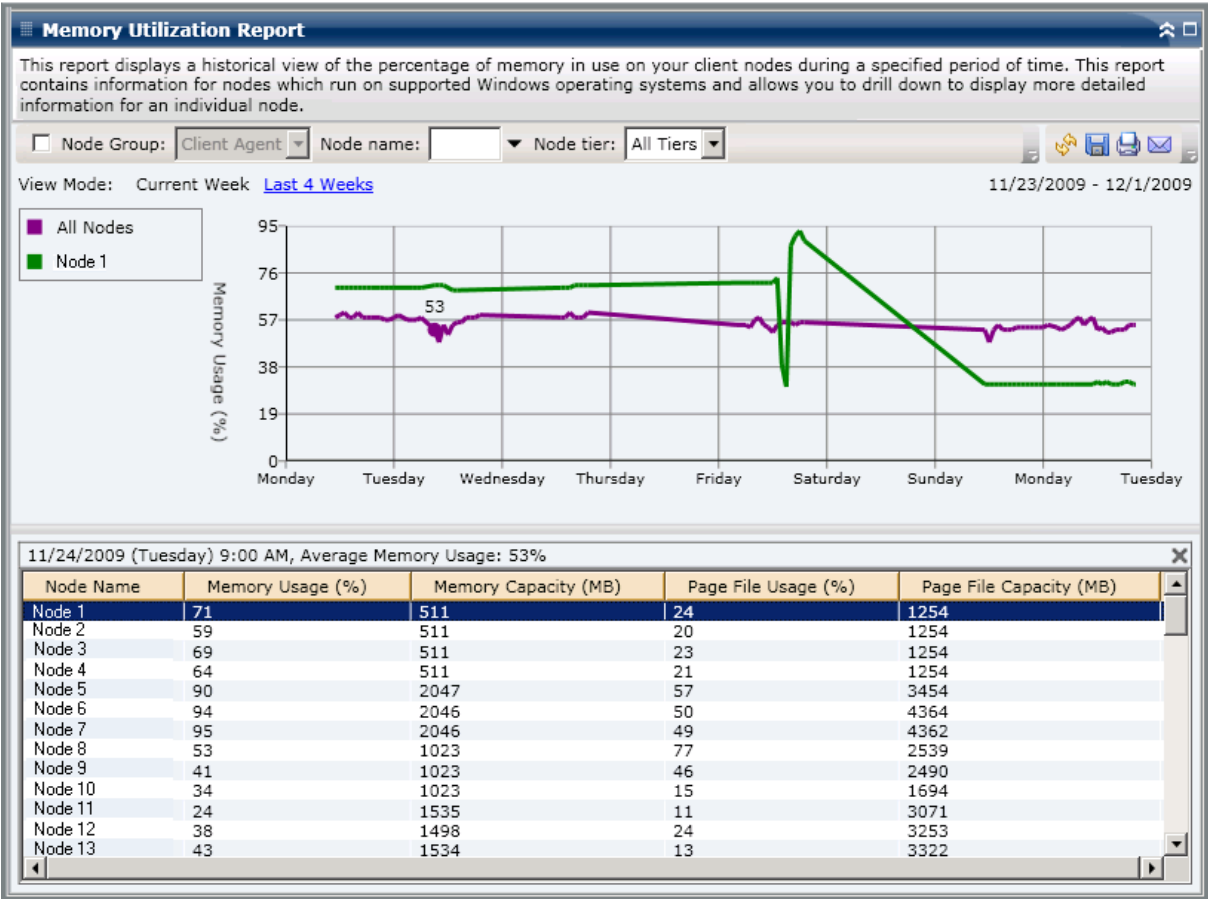 Memory Utilization Report
This report displays a historical view of the percentage of memory in use on your client nodes during a specified period of time. This report
contains information for nodes which run on supported Windows operating systems and allows you to drill down to display more detailed
information for an individual node.
Node Group: Client Agent Node name: Node tier: All Tiers
View Mode: Current Week Last 4 Weeks 11/23/2009 - 12/1/2009
All Nodes
Node 1
Memory Usage (%)
95
76
57
38
19
0
53
Monday Tuesday Wednesday Thursday Friday Saturday Sunday Monday Tuesday
11/24/2009 (Tuesday) 9:00 AM, Average Memory Usage: 53%
Node Name Memory Usage (%) Memory Capacity (MB) Page File Usage (%) Page File Capacity (MB)
Node 1 71 511 24 1254
Node 2 59 511 20 1254
Node 3 69 511 23 1254
Node 4 64 511 21 1254
Node 5 90 2047 57 3454
Node 6 94 2046 50 4364
Node 7 95 2046 49 4362
Node 8 53 1023 77 2539
Node 9 41 1023 46 2490
Node 10 34 1023 15 1694
Node 11 24 1535 11 3071
Node 12 38 1498 24 3253
Node 13 43 1534 13 3322